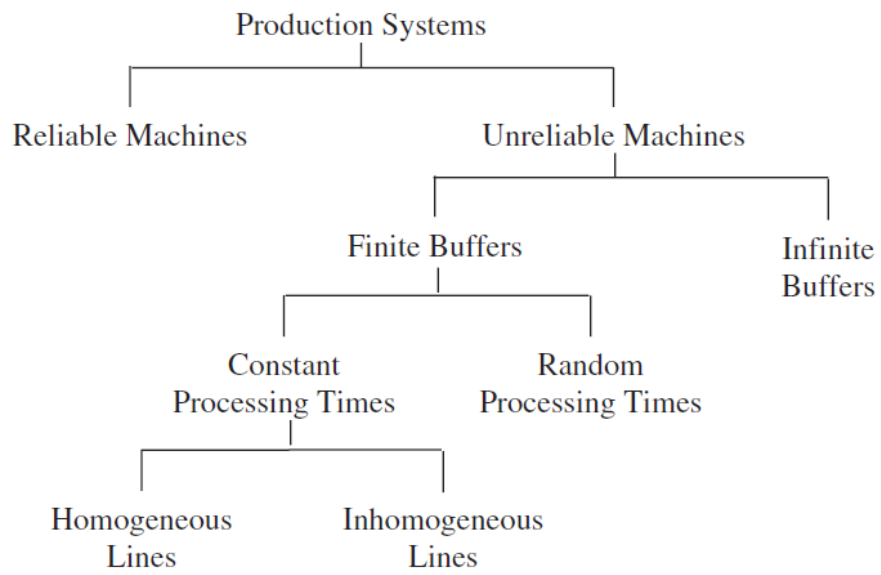 Production Systems
Reliable Machines
Unreliable Machines
Finite Buffers
Infinite
Buffers
Constant
Processing Times
Random
Processing Times
Homogeneous
Lines
Inhomogeneous
Lines